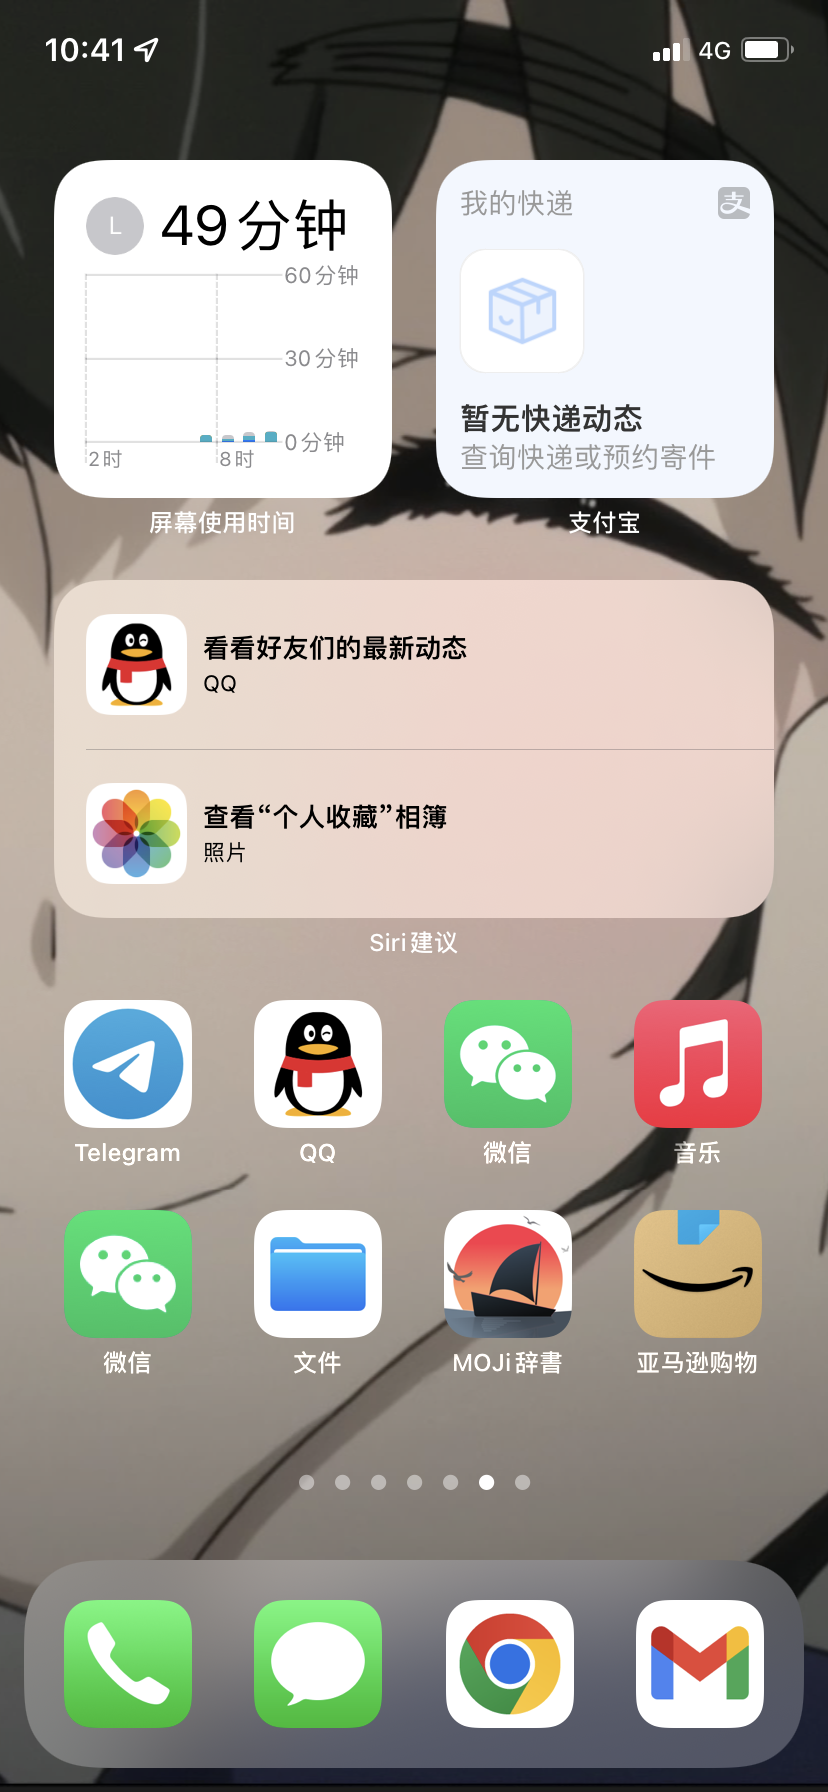 10:41
4G
L
49分钟
60分钟
30分钟
0分钟
2时
8时
屏幕使用时间
我的快递
支
暂无快递动态
查询快递或预约寄件
支付宝
看看好友们的最新动态
QQ
查看“个人收藏”相簿
照片
Siri建议
Telegram
QQ
微信
音乐
微信
文件
MOJi辞書
亚马逊购物